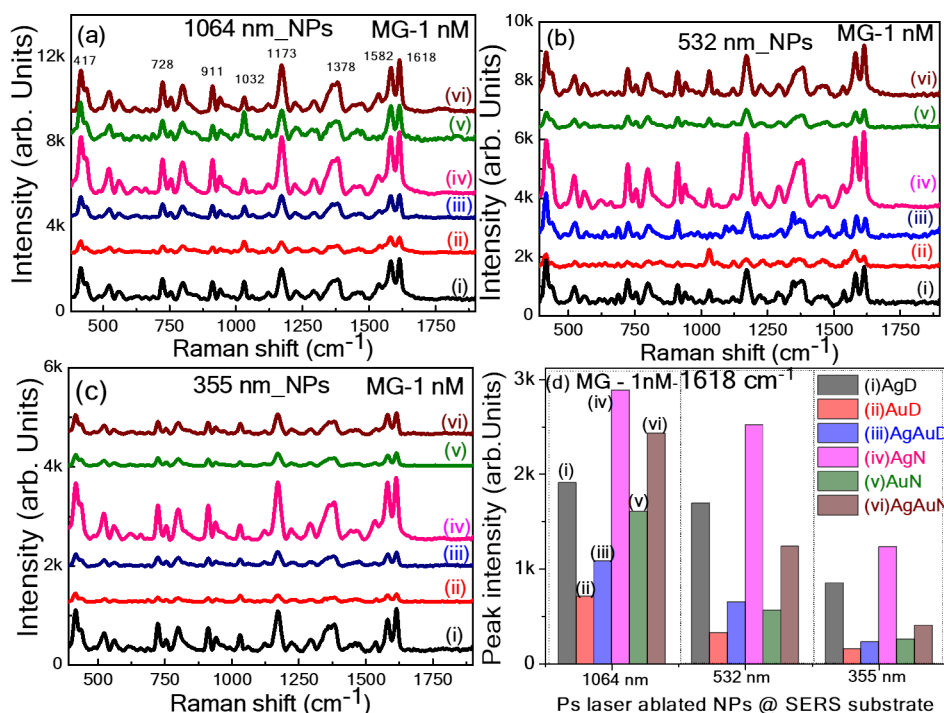 (a)
1064 nm_NPs
MG-1 nM
417
728
911
1032
1173
1378
1582
1618
(vi)
(v)
(iv)
(iii)
(ii)
(i)
12k
8k
4k
0
500 750 1000 1250 1500 1750
Intensity (arb. Units)
Raman shift (cm-1)
(b)
532 nm_NPs
MG-1 nM
(vi)
(v)
(iv)
(iii)
(ii)
(i)
10k
8k
6k
4k
2k
0
500 750 1000 1250 1500 1750
Intensity (arb. Units)
Raman shift (cm-1)
(c)
355 nm_NPs
MG-1 nM
(vi)
(v)
(iv)
(iii)
(ii)
(i)
6k
4k
2k
0
500 750 1000 1250 1500 1750
Intensity (arb. Units)
Raman shift (cm-1)
(d) MG - 1nM- 1618 cm-1
(i)
(ii)
(iii)
(iv)
(v)
(vi)
(i)AgD
(ii)AuD
(iii)AgAuD
(iv)AgN
(v)AuN
(vi)AgAuN
3k
2k
1k
0
1064 nm 532 nm 355 nm
Peak intensity (arb.Units)
Ps laser ablated NPs @ SERS substrate